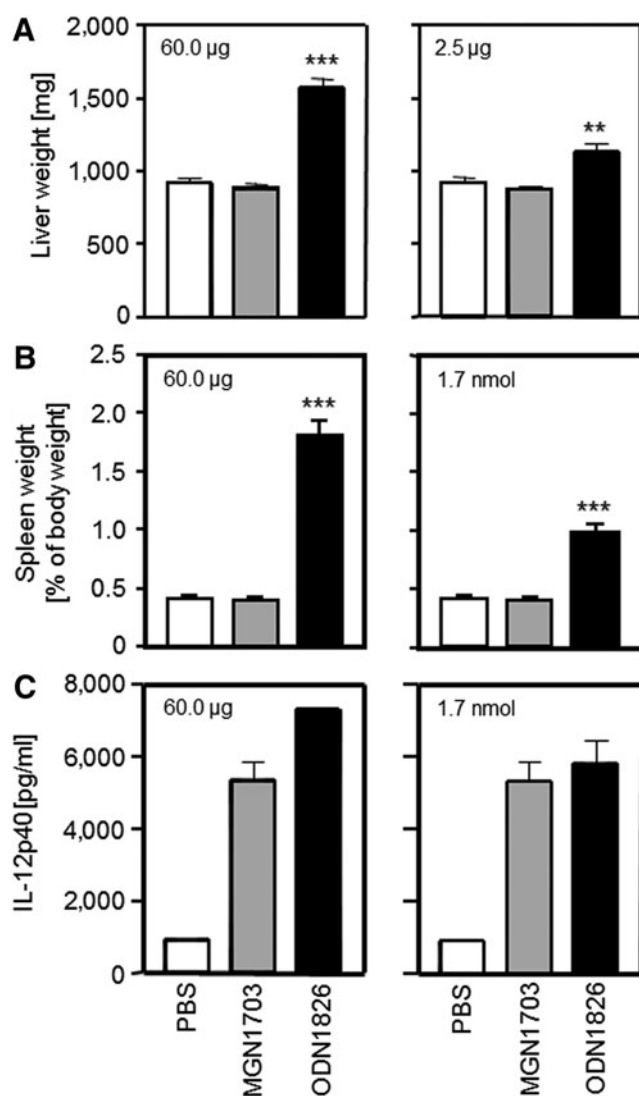 A
Liver weight [mg]
2,000
1,500
1,000
500
0
60.0 µg
***
2.5 µg
**
B
Spleen weight
[% of body weight]
2.5
2.0
1.5
1.0
0.5
0
60.0 µg
***
1.7 nmol
***
C
IL-12p40[pg/ml]
8,000
6,000
4,000
2,000
0
60.0 µg
1.7 nmol
PBS
MGN1703
ODN1826
PBS
MGN1703
ODN1826